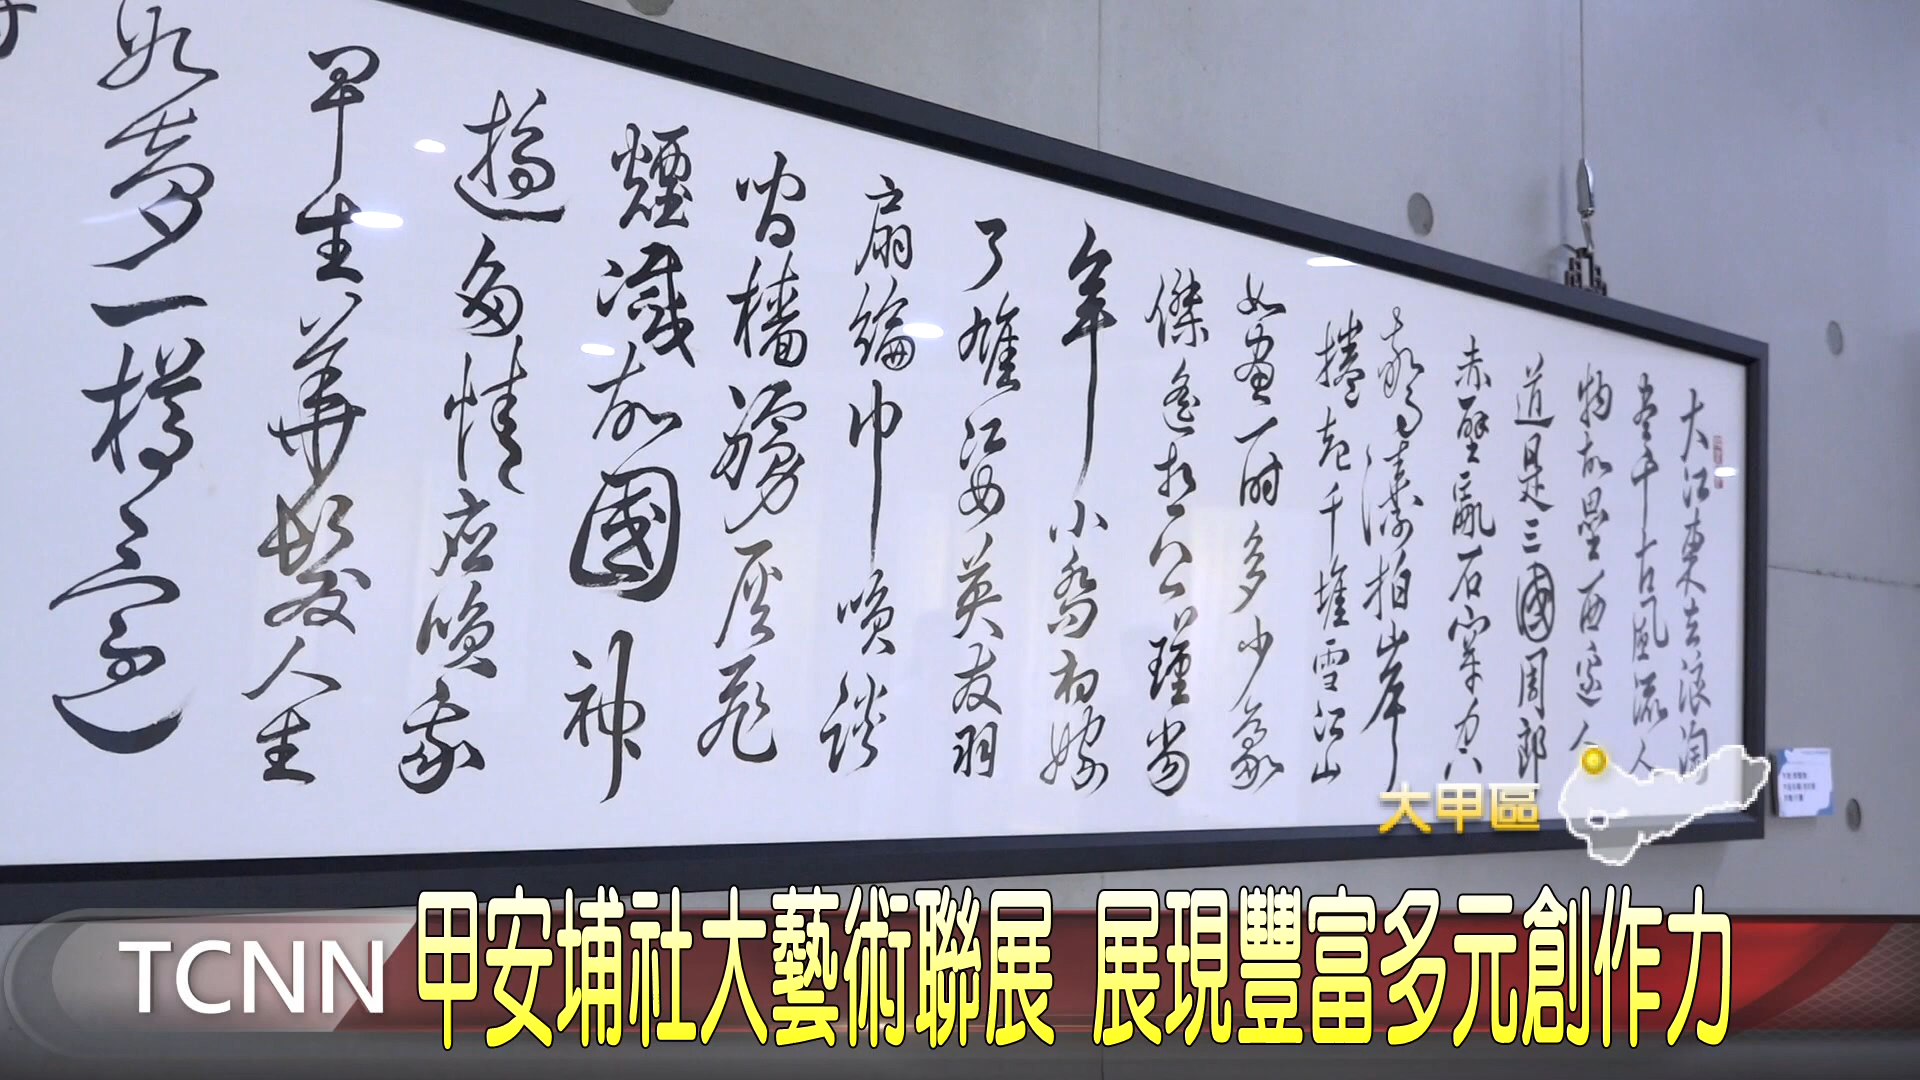 大江東去浪淘
盡千古風流人
物故壘西邊人
道是三國周郎
赤壁亂石穿空
驚濤拍岸
捲起千堆雪江山
如畫一時多少豪
傑遙想公瑾當
年小喬初嫁
了雄姿英發羽
扇綸巾咲談
間檣艣灰飛
煙滅故國神
遊多情應咲我
早生華髮人生
如夢一樽還
大甲區
TCNN
甲安埔社大藝術聯展 展現豐富多元創作力